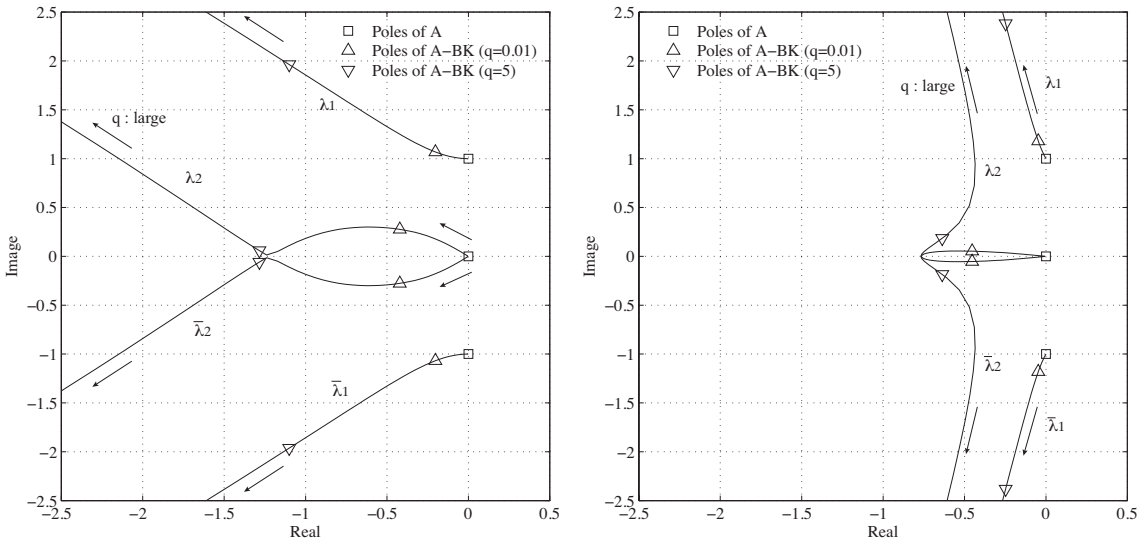 2.5
2
1.5
1
0.5
0
−0.5
−1
−1.5
−2
−2.5
Image
−2.5
−2
−1.5
−1
−0.5
0
0.5
Real
Poles of A
Poles of A−BK (q=0.01)
Poles of A−BK (q=5)
λ1
q : large
λ2
λ̅2
λ̅1
2.5
2
1.5
1
0.5
0
−0.5
−1
−1.5
−2
−2.5
Image
−2.5
−2
−1.5
−1
−0.5
0
0.5
Real
Poles of A
Poles of A−BK (q=0.01)
Poles of A−BK (q=5)
q : large
λ1
λ2
λ̅2
λ̅1